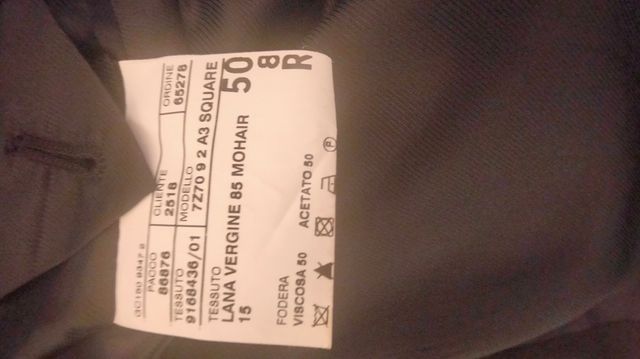 PACCO
86876
CLIENTE
2518
ORDINE
65278
TESSUTO
9168436/01
MODELLO
7Z70 9 2 A3 SQUARE
TESSUTO
LANA VERGINE 85 MOHAIR
15
50
8
R
FODERA
VISCOSA 50 ACETATO 50
P